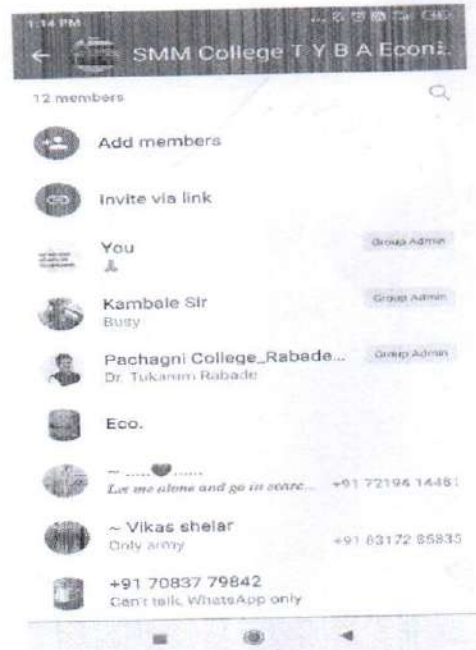 1:14 PM
SMM College T Y B A Econ..
12 members
Add members
Invite via link
You
Group Admin
Kambale Sir
Group Admin
Busy
Pachagni College_Rabade...
Group Admin
Dr. Tukaram Rabade
Eco.
~ .....❤......
Let me alone and go in searc...
+91 72194 14481
~ Vikas shelar
Only army
+91 83172 85835
+91 70837 79842
Can't talk, WhatsApp only